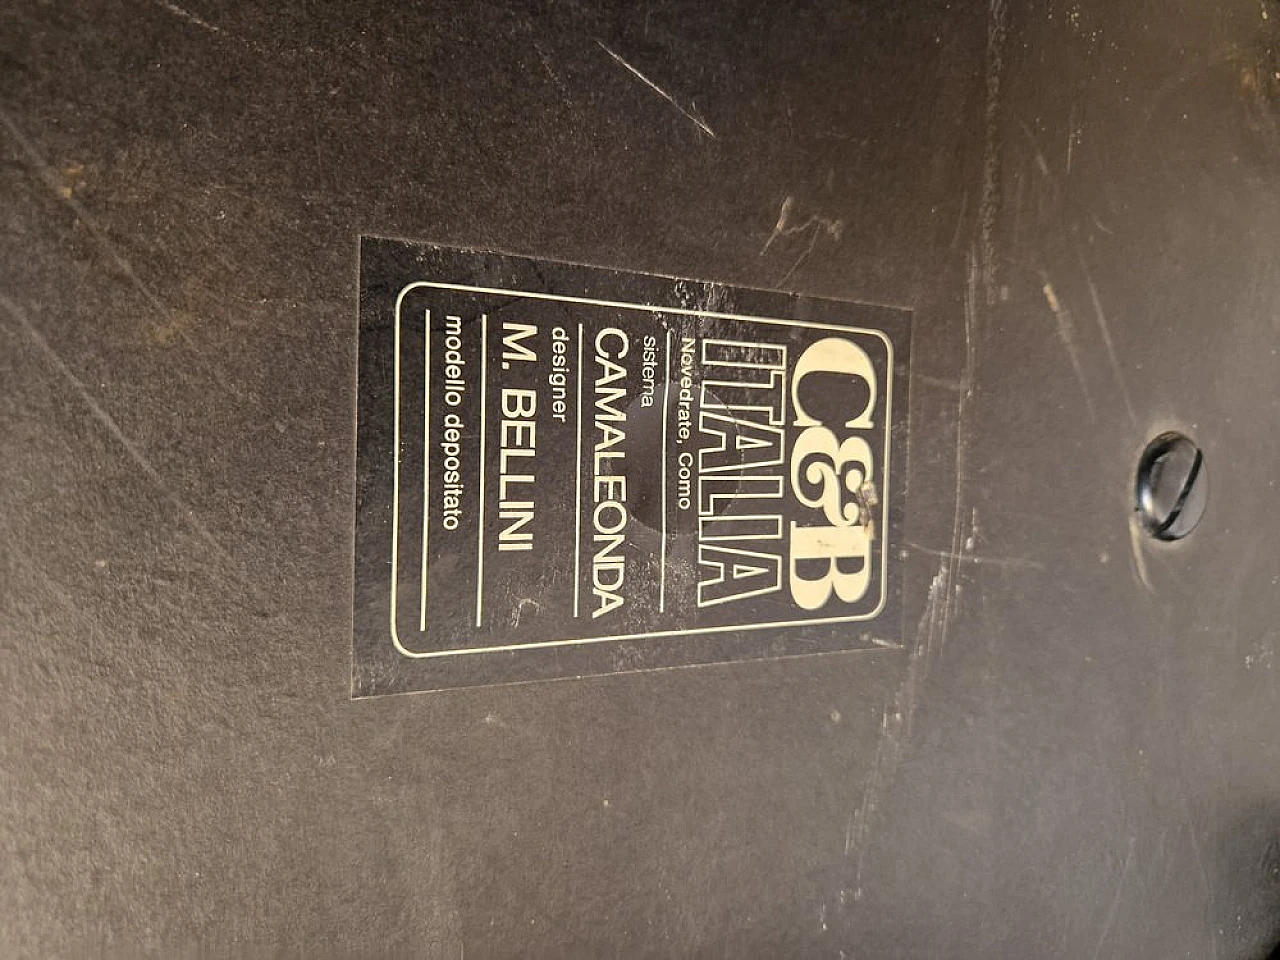 C&B
ITALIA
Novedrate, Como
sistema
CAMALEONDA
designer
M. BELLINI
modello depositato